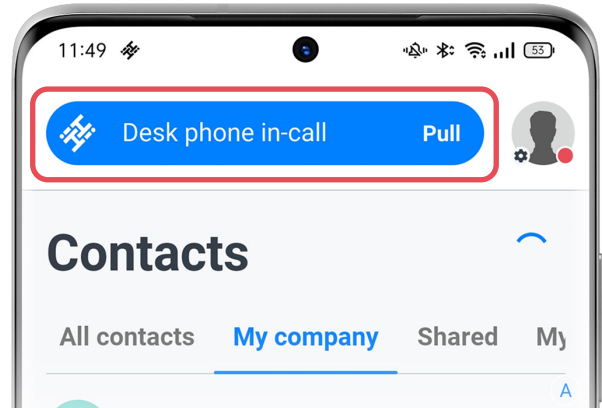 11:49 53
Desk phone in-call Pull
Contacts
All contacts My company Shared My
A